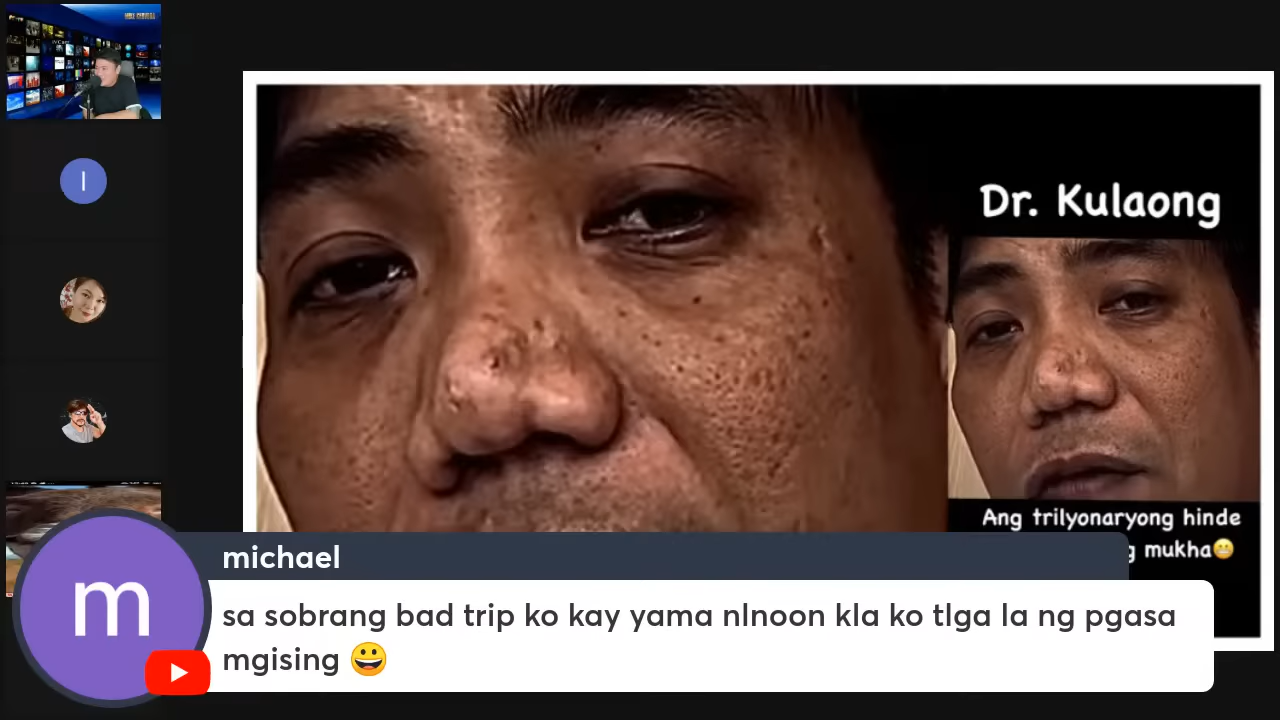 Dr. Kulaong
Ang trilyonaryong hinde
mukha😬
michael
sa sobrang bad trip ko kay yama nlnoon kla ko tlga la ng pgasa
mgising 😀
m
I